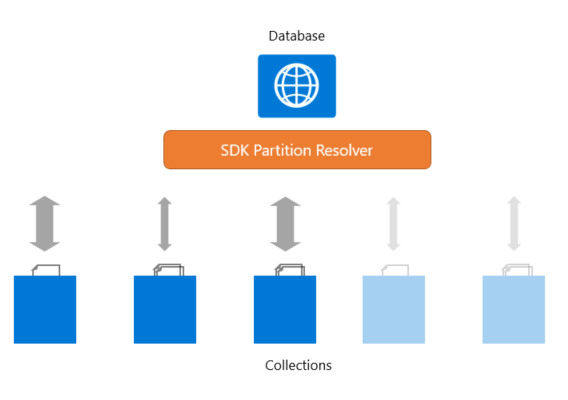 Database
SDK Partition Resolver
Collections